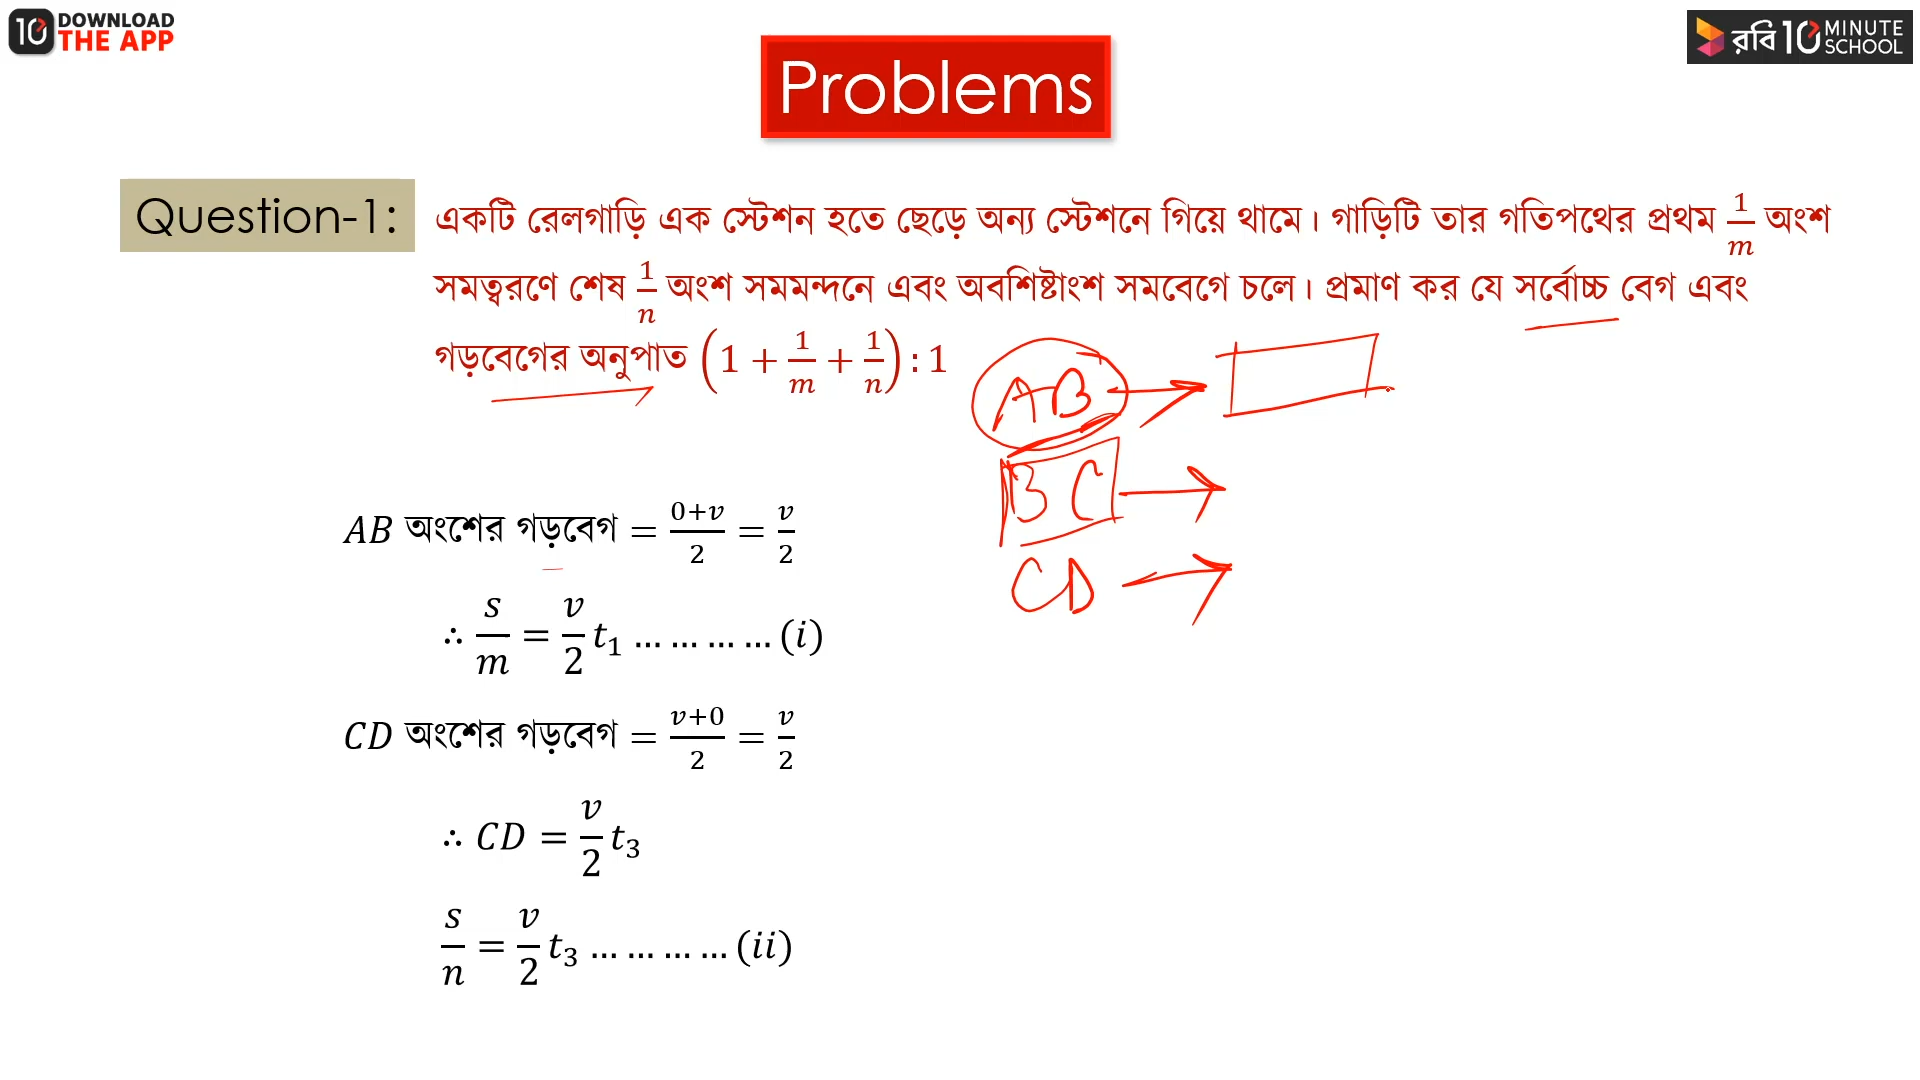 DOWNLOAD
THE APP
রবি 10 MINUTE SCHOOL
Problems
Question-1: একটি রেলগাড়ি এক স্টেশন হতে ছেড়ে অন্য স্টেশনে গিয়ে থামে। গাড়িটি তার গতিপথের প্রথম 1/m অংশ
সমত্বরণে শেষ 1/n অংশ সমমন্দনে এবং অবশিষ্টাংশ সমবেগে চলে। প্রমাণ কর যে সর্বোচ্চ বেগ এবং
গড়বেগের অনুপাত (1 + 1/m + 1/n) : 1
AB →
BC →
CD →
AB অংশের গড়বেগ = (0+v)/2 = v/2
∴ s/m = v/2 t₁ … … … … (i)
CD অংশের গড়বেগ = (v+0)/2 = v/2
∴ CD = v/2 t₃
s/n = v/2 t₃ … … … … (ii)